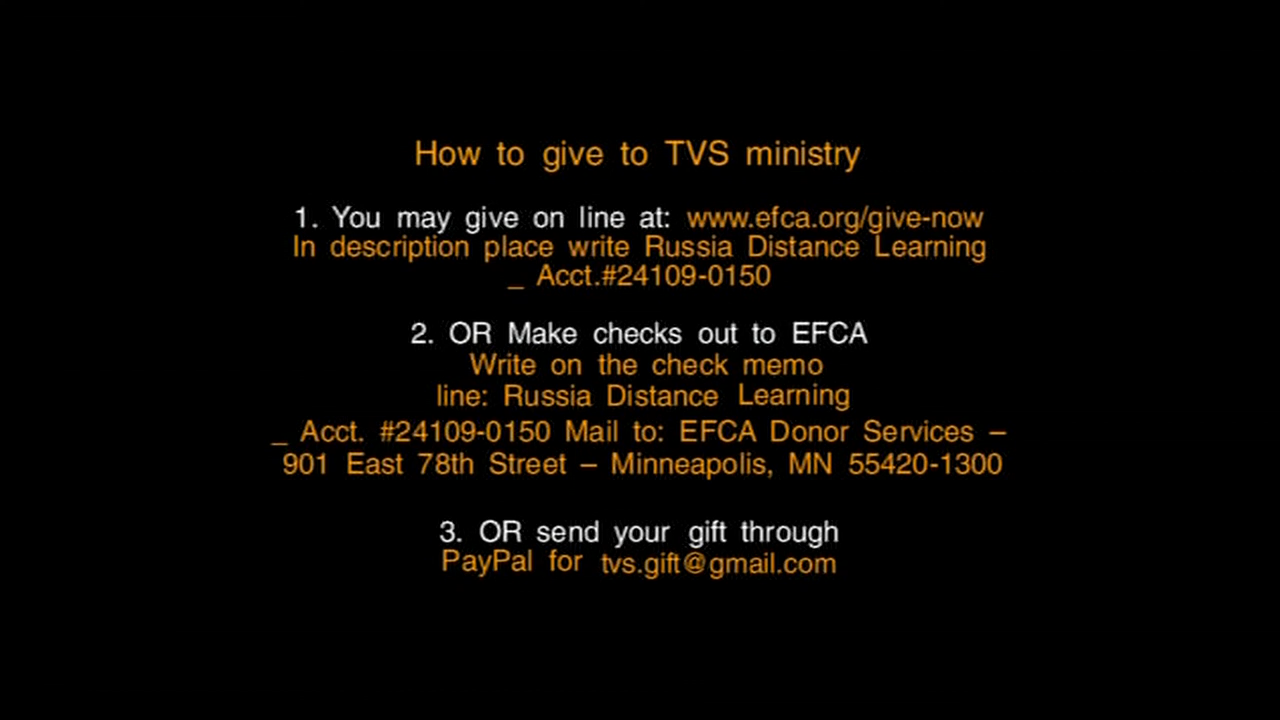 How to give to TVS ministry
1. You may give on line at: www.efca.org/give-now
In description place write Russia Distance Learning
_ Acct.#24109-0150
2. OR Make checks out to EFCA
Write on the check memo
line: Russia Distance Learning
_ Acct. #24109-0150 Mail to: EFCA Donor Services –
901 East 78th Street – Minneapolis, MN 55420-1300
3. OR send your gift through
PayPal for tvs.gift@gmail.com